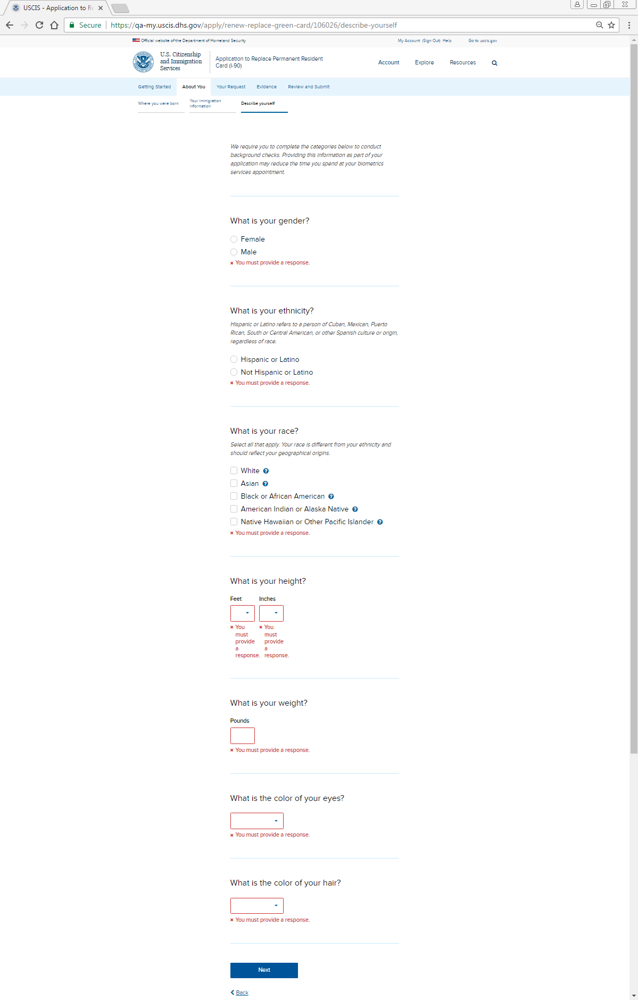 USCIS - Application to Re
Secure https://qa-my.uscis.dhs.gov/apply/renew-replace-green-card/106026/describe-yourself
Official website of the Department of Homeland Security My Account (Sign Out) Help Go to uscis.gov
U.S. Citizenship
and Immigration
Services
Application to Replace Permanent Resident
Card (I-90)
Account Explore Resources
Getting Started About You Your Request Evidence Review and Submit
Where you were born
Your immigration
information
Describe yourself
We require you to complete the categories below to conduct
background checks. Providing this information as part of your
application may reduce the time you spend at your biometrics
services appointment.
What is your gender?
Female
Male
You must provide a response.
What is your ethnicity?
Hispanic or Latino refers to a person of Cuban, Mexican, Puerto
Rican, South or Central American, or other Spanish culture or origin,
regardless of race.
Hispanic or Latino
Not Hispanic or Latino
You must provide a response.
What is your race?
Select all that apply. Your race is different from your ethnicity and
should reflect your geographical origins.
White
Asian
Black or African American
American Indian or Alaska Native
Native Hawaiian or Other Pacific Islander
You must provide a response.
What is your height?
Feet Inches
You You
must must
provide provide
a a
response. response.
What is your weight?
Pounds
You must provide a response.
What is the color of your eyes?
You must provide a response.
What is the color of your hair?
You must provide a response.
Next
Back